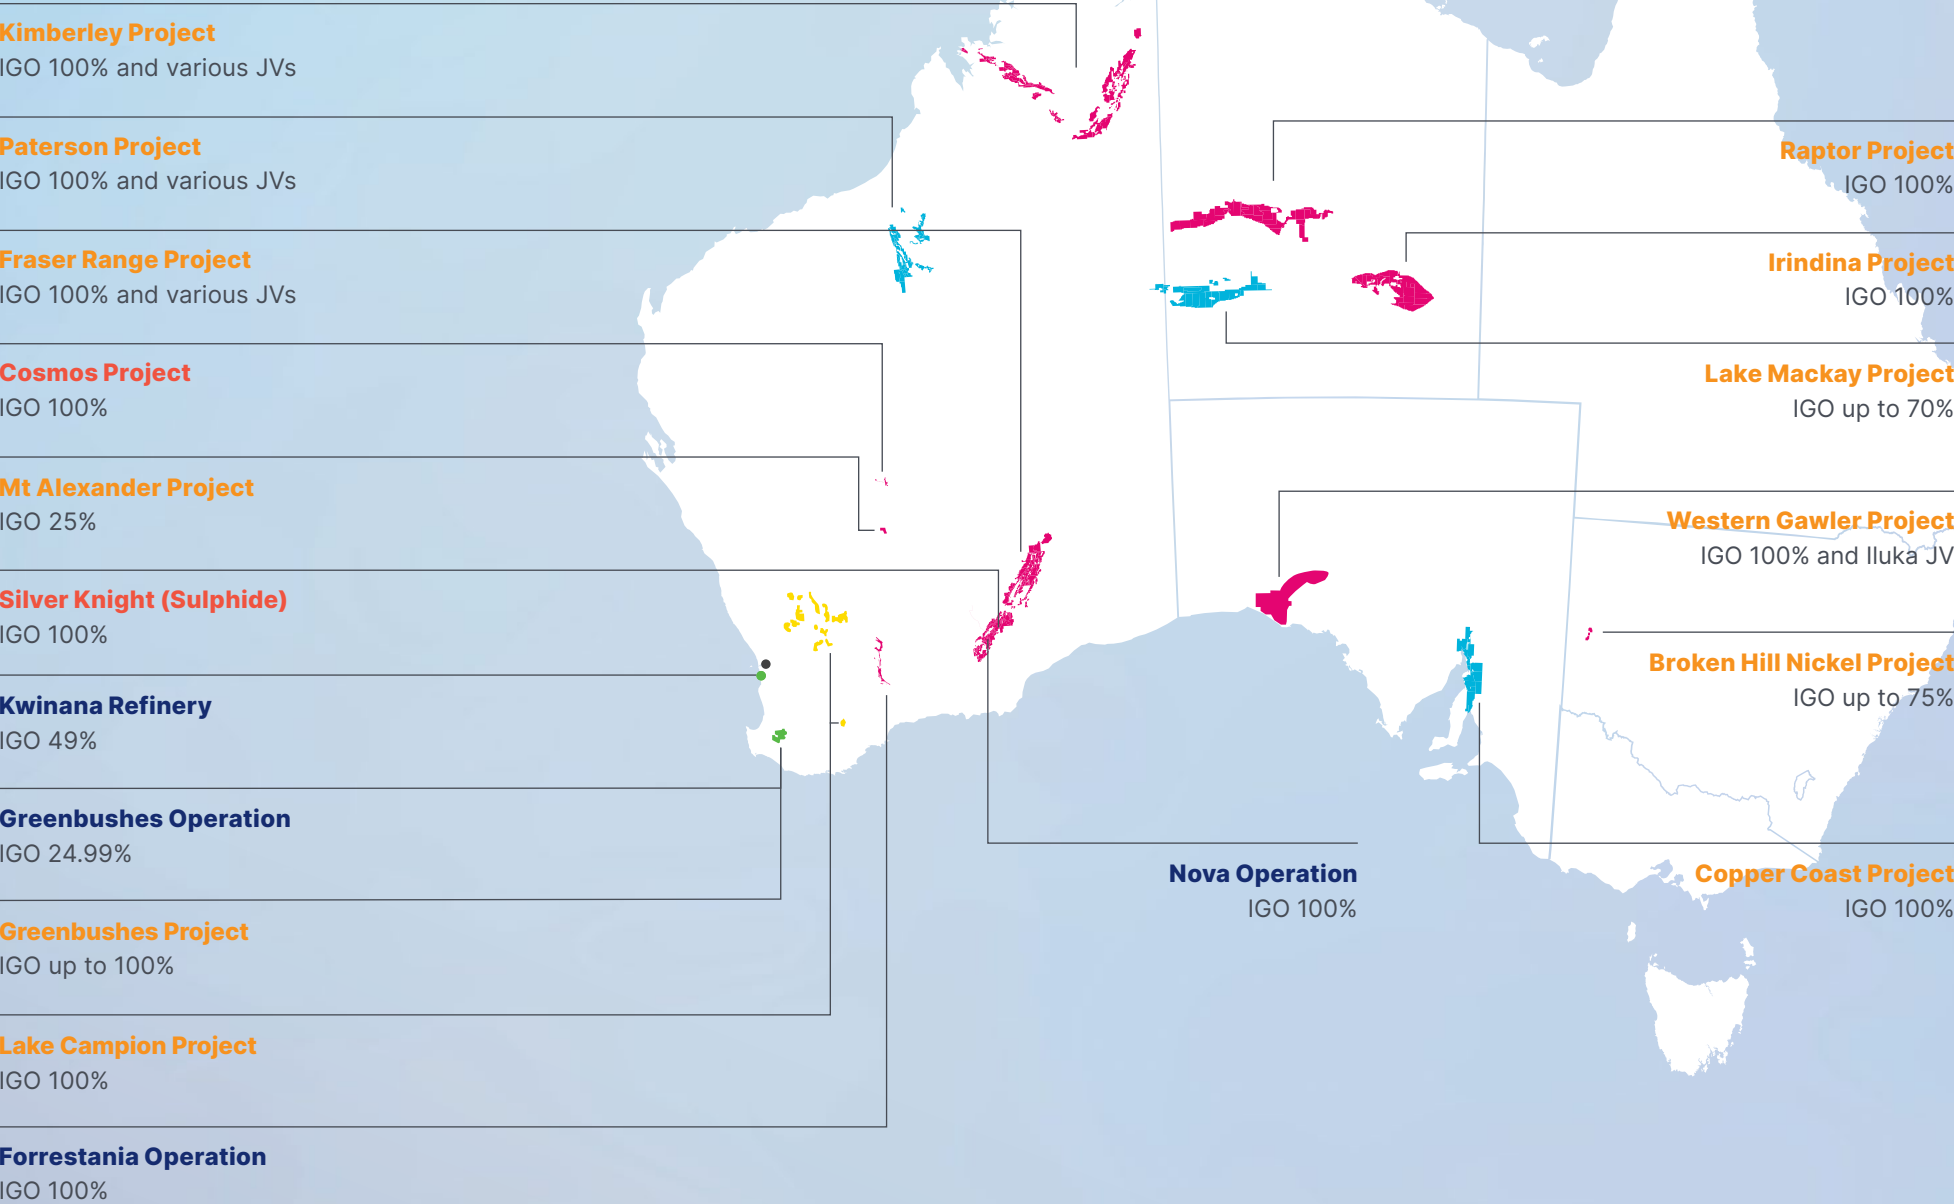 Kimberley Project
IGO 100% and various JVs
Paterson Project
IGO 100% and various JVs
Fraser Range Project
IGO 100% and various JVs
Cosmos Project
IGO 100%
Mt Alexander Project
IGO 25%
Silver Knight (Sulphide)
IGO 100%
Kwinana Refinery
IGO 49%
Greenbushes Operation
IGO 24.99%
Greenbushes Project
IGO up to 100%
Lake Campion Project
IGO 100%
Forrestania Operation
IGO 100%
Nova Operation
IGO 100%
Raptor Project
IGO 100%
Irindina Project
IGO 100%
Lake Mackay Project
IGO up to 70%
Western Gawler Project
IGO 100% and Iluka JV
Broken Hill Nickel Project
IGO up to 75%
Copper Coast Project
IGO 100%